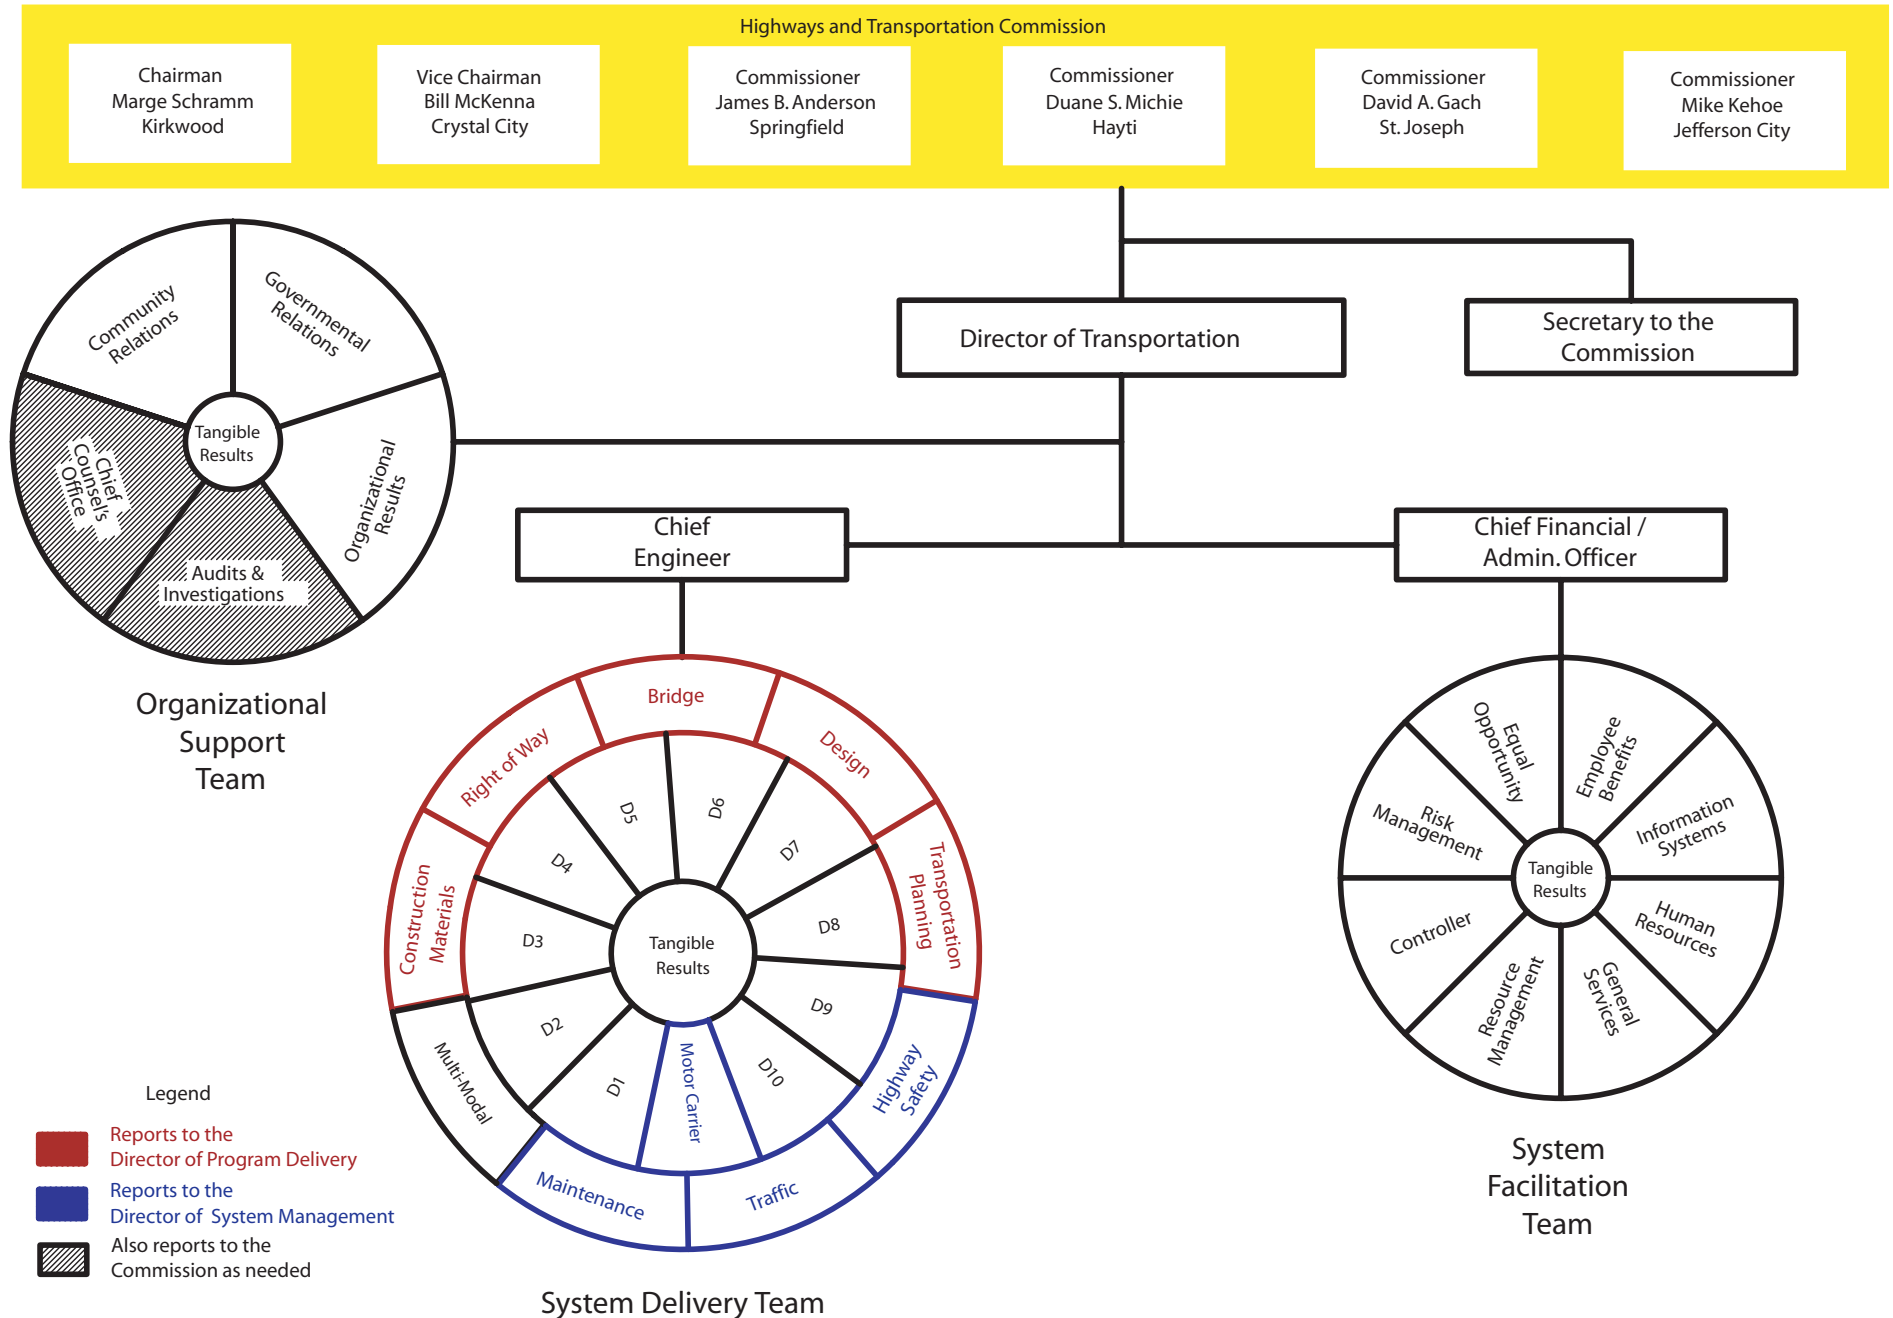 Highways and Transportation Commission
Chairman
Marge Schramm
Kirkwood
Vice Chairman
Bill McKenna
Crystal City
Commissioner
James B. Anderson
Springfield
Commissioner
Duane S. Michie
Hayti
Commissioner
David A. Gach
St. Joseph
Commissioner
Mike Kehoe
Jefferson City
Director of Transportation
Secretary to the
Commission
Community
Relations
Governmental
Relations
Organizational
Results
Audits &
Investigations
Chief
Counsel's
Office
Tangible
Results
Organizational
Support
Team
Chief
Engineer
Chief Financial /
Admin. Officer
Bridge
Design
Transportation
Planning
Highway
Safety
Traffic
Maintenance
Multi-Modal
Construction
Materials
Right of Way
D1
D2
D3
D4
D5
D6
D7
D8
D9
D10
Motor Carrier
Tangible
Results
System Delivery Team
Equal
Opportunity
Employee
Benefits
Information
Systems
Human
Resources
General
Services
Resource
Management
Controller
Risk
Management
Tangible
Results
System
Facilitation
Team
Legend
Reports to the
Director of Program Delivery
Reports to the
Director of System Management
Also reports to the
Commission as needed